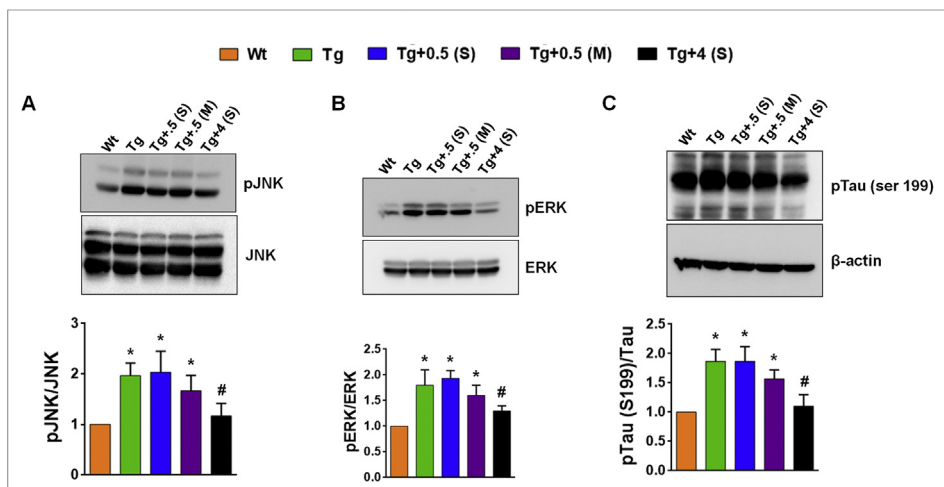 Wt Tg Tg+0.5 (S) Tg+0.5 (M) Tg+4 (S)
A
Wt Tg Tg+.5 (S) Tg+.5 (M) Tg+4 (S)
pJNK
JNK
pJNK/JNK
3
2
1
0
* * * #
B
Wt Tg Tg+.5 (S) Tg+.5 (M) Tg+4 (S)
pERK
ERK
pERK/ERK
2.5
2.0
1.5
1.0
0.5
0.0
* * * #
C
Wt Tg Tg+.5 (S) Tg+.5 (M) Tg+4 (S)
pTau (ser 199)
β-actin
pTau (S199)/Tau
2.5
2.0
1.5
1.0
0.5
0.0
* * * #